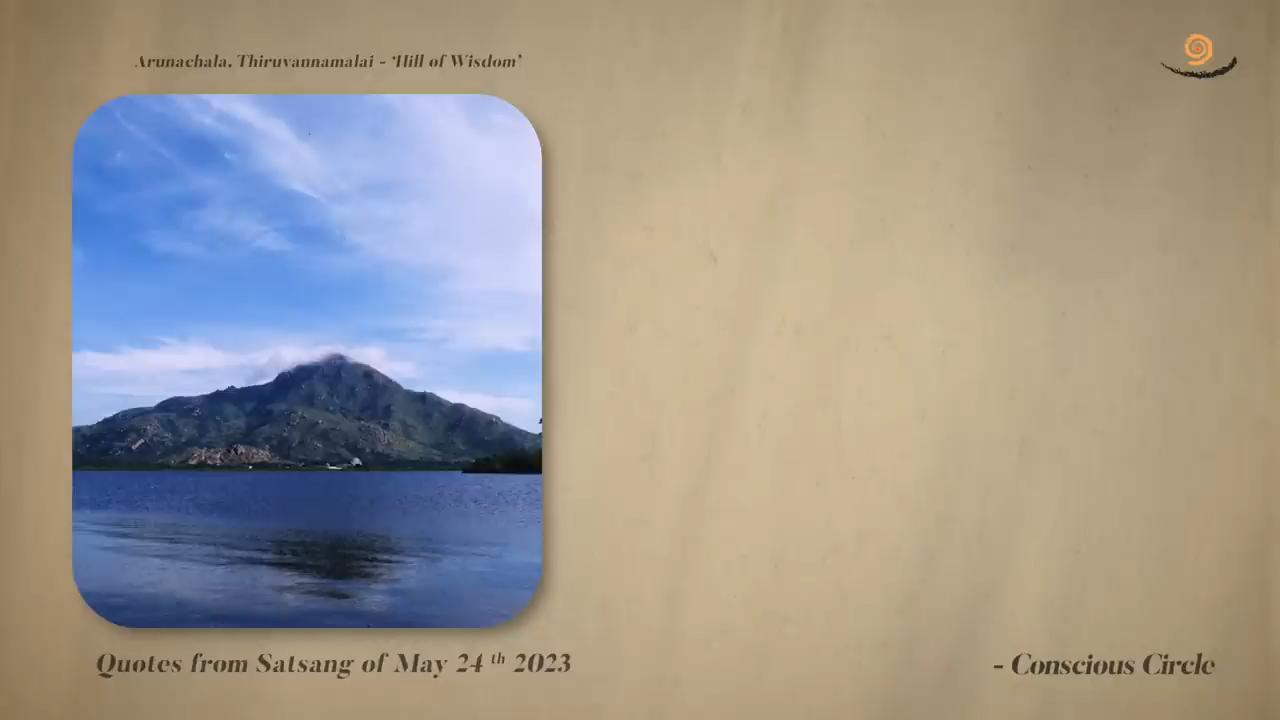 Arunachala, Thiruvannamalai - 'Hill of Wisdom'
Quotes from Satsang of May 24 th 2023
- Conscious Circle